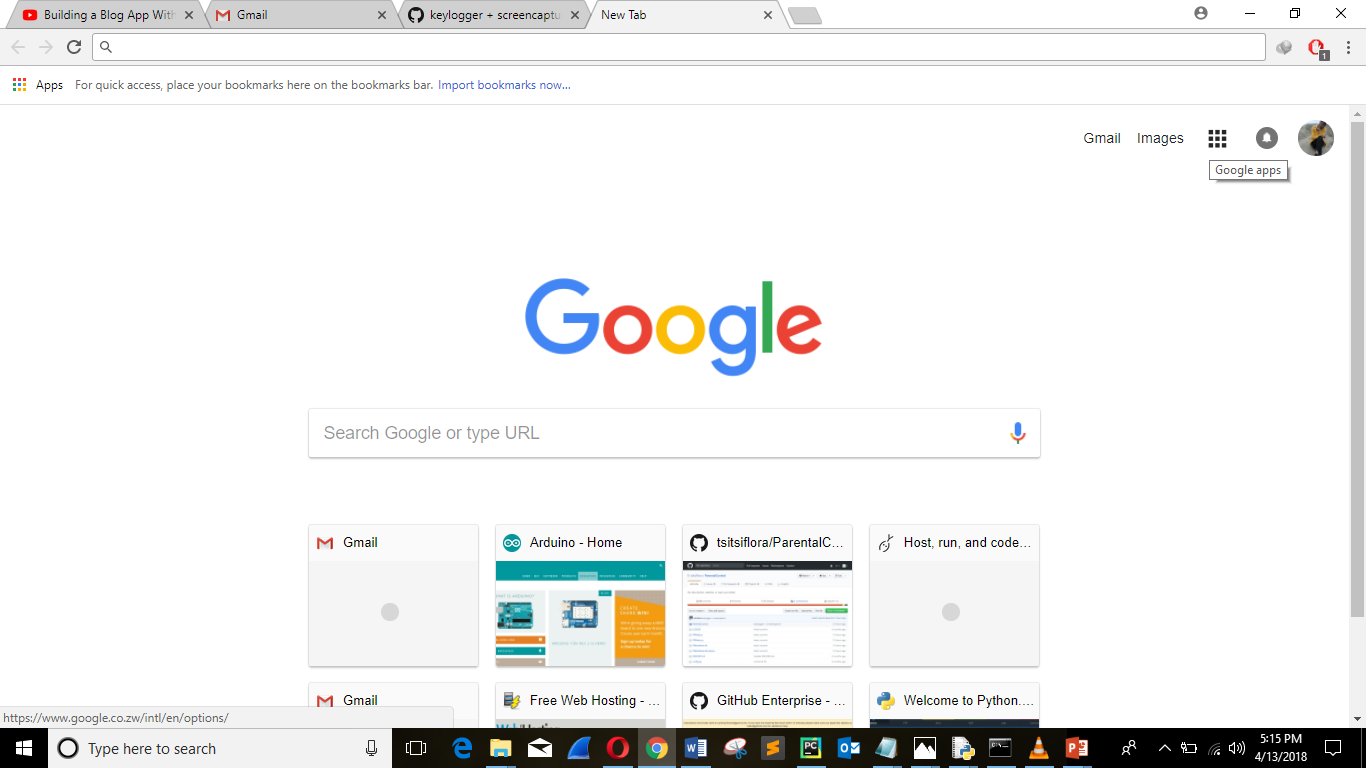 Building a Blog App With
Gmail
keylogger + screencaptu
New Tab
Apps
For quick access, place your bookmarks here on the bookmarks bar. Import bookmarks now...
1
Gmail
Images
Google apps
Google
Search Google or type URL
Gmail
Arduino - Home
tsitsiflora/ParentalC...
Host, run, and code...
Gmail
Free Web Hosting - ...
GitHub Enterprise - ...
Welcome to Python....
https://www.google.co.zw/intl/en/options/
Type here to search
5:15 PM
4/13/2018